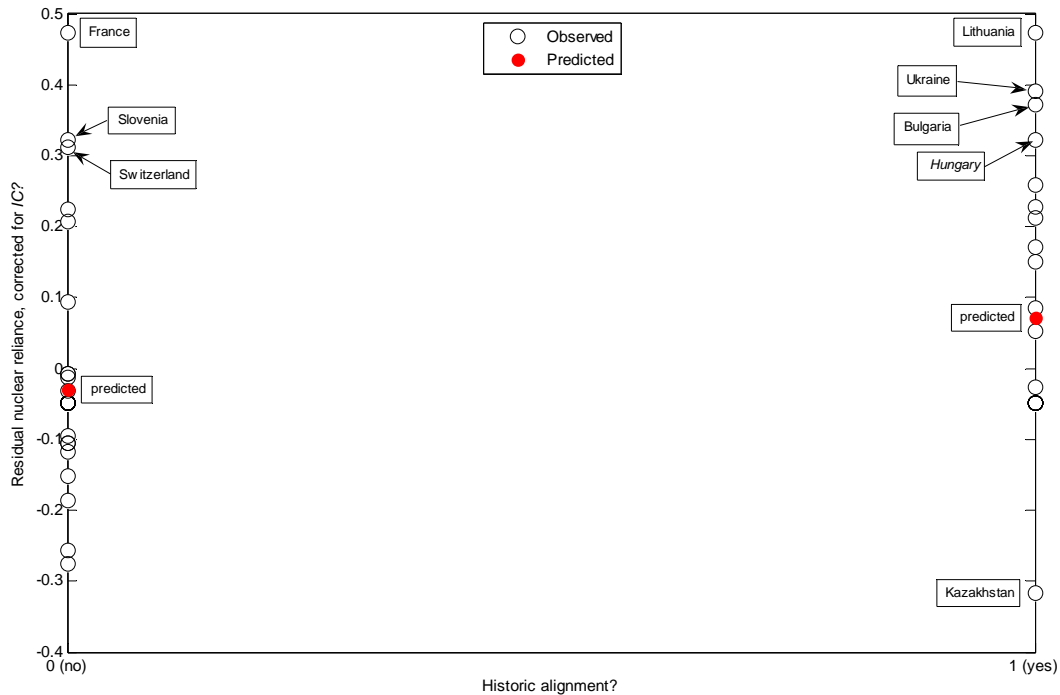 0.5
France
Observed
Predicted
Lithuania
0.4
Ukraine
Slovenia
Bulgaria
0.3
Switzerland
Hungary
Residual nuclear reliance, corrected for IC?
0.2
0.1
predicted
0
predicted
-0.1
-0.2
-0.3
Kazakhstan
-0.4
0 (no)
1 (yes)
Historic alignment?